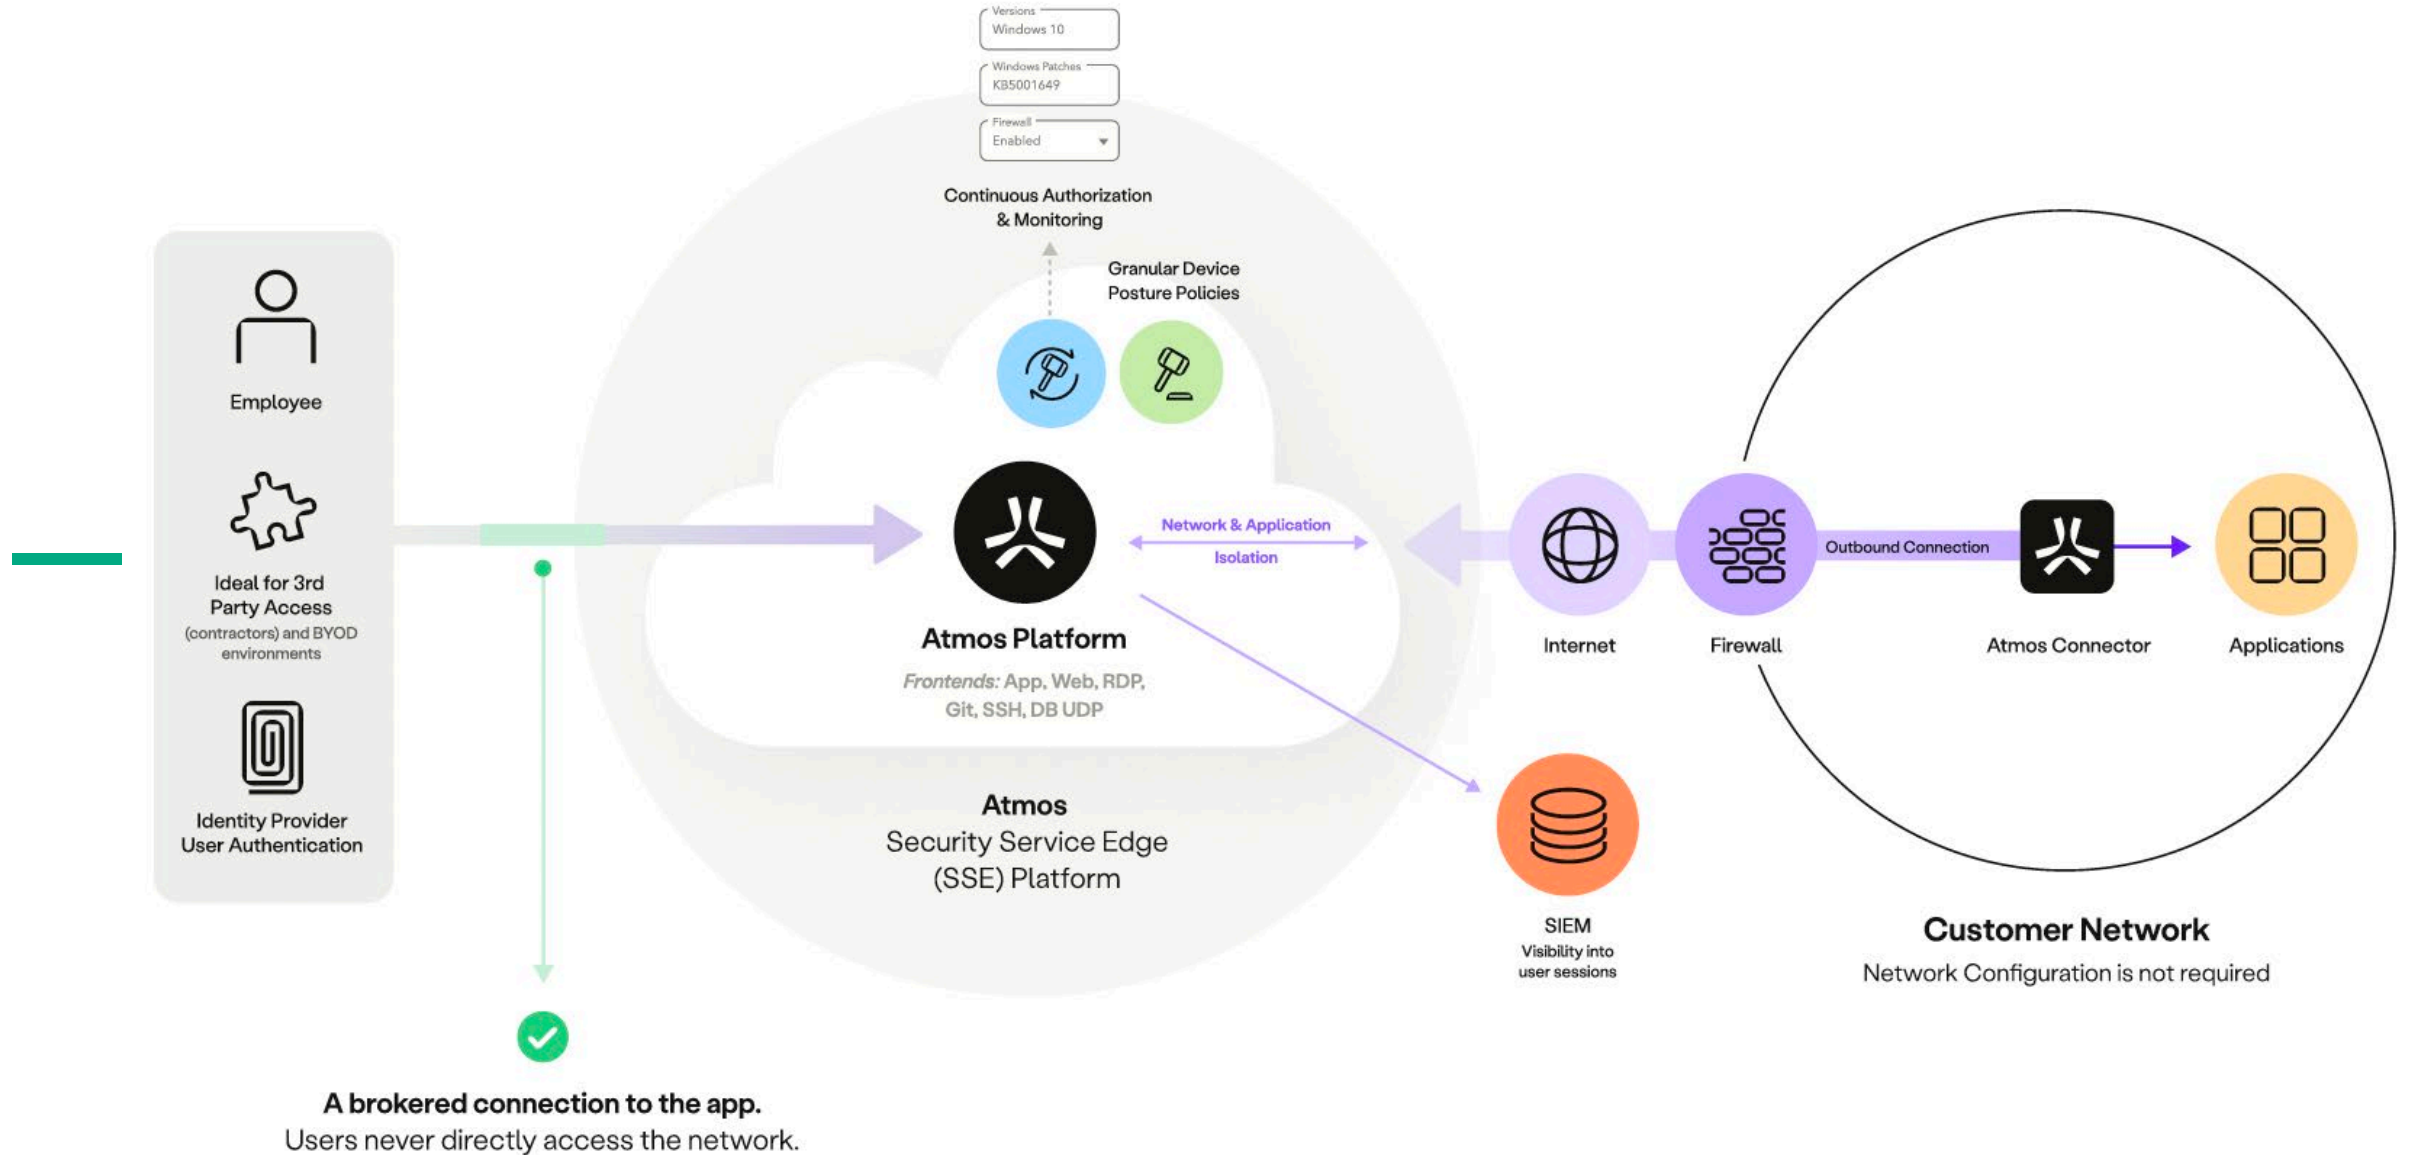 Versions
Windows 10
Windows Patches
KB5001649
Firewall
Enabled
Continuous Authorization
& Monitoring
Granular Device
Posture Policies
Employee
Ideal for 3rd
Party Access
(contractors) and BYOD
environments
Identity Provider
User Authentication
Network & Application
Isolation
Atmos Platform
Frontends: App, Web, RDP,
Git, SSH, DB UDP
Atmos
Security Service Edge
(SSE) Platform
Internet
Firewall
Outbound Connection
Atmos Connector
Applications
SIEM
Visibility into
user sessions
Customer Network
Network Configuration is not required
A brokered connection to the app.
Users never directly access the network.